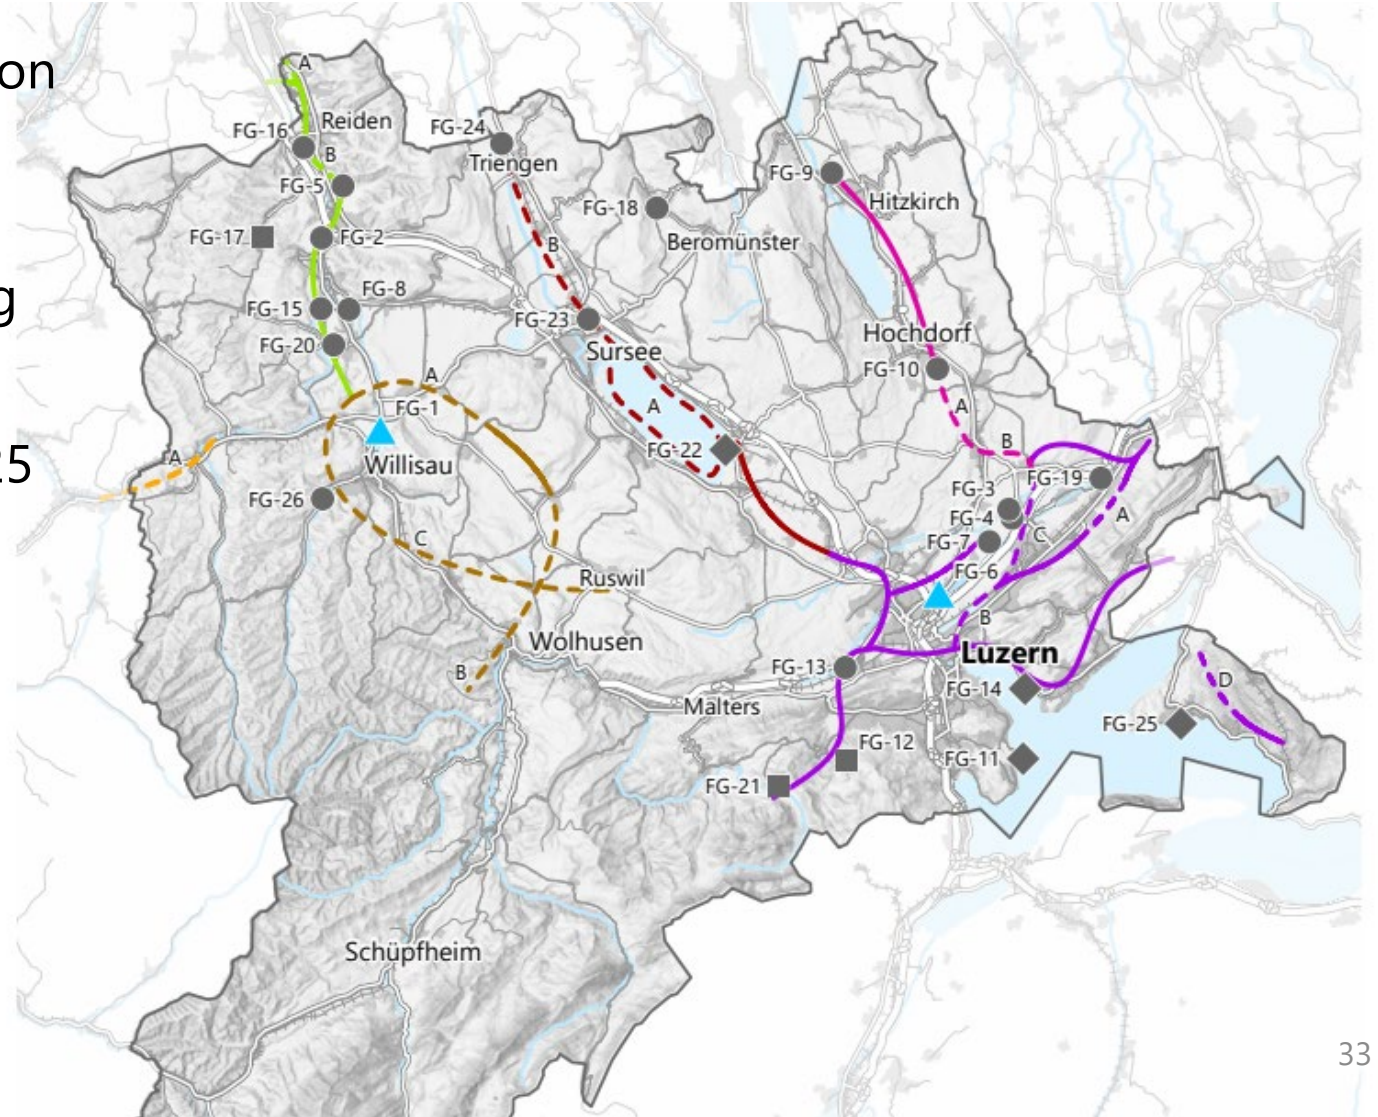 on
A
Reiden
FG-16
B
FG-24
Triengen
FG-5
FG-9
Hitzkirch
FG-18
FG-17
FG-2
B
Beromünster
g
FG-8
FG-15
FG-23
FG-20
Sursee
Hochdorf
FG-10
A
FG-1
A
A
25
A
B
FG-22
Willisau
FG-19
FG-26
FG-3
FG-4
A
C
C
FG-7
FG-6
Ruswil
B
Wolhusen
Luzern
FG-13
B
D
FG-14
Malters
FG-25
FG-12
FG-11
FG-21
Schüpfheim
33